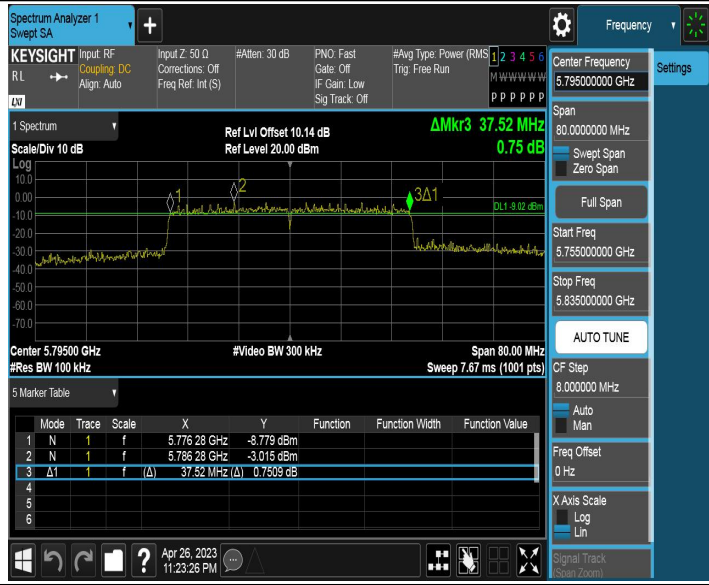 Spectrum Analyzer 1
Swept SA
+
Frequency
KEYSIGHT
RL
LXI
Input: RF
Coupling: DC
Align: Auto
Input Z: 50 Ω
Corrections: Off
Freq Ref: Int (S)
#Atten: 30 dB
PNO: Fast
Gate: Off
IF Gain: Low
Sig Track: Off
#Avg Type: Power (RMS
Trig: Free Run
1 2 3 4 5 6
M W W W W W
P P P P P P
Settings
Center Frequency
5.795000000 GHz
Span
80.0000000 MHz
Swept Span
Zero Span
Full Span
Start Freq
5.755000000 GHz
Stop Freq
5.835000000 GHz
AUTO TUNE
CF Step
8.000000 MHz
Auto
Man
Freq Offset
0 Hz
X Axis Scale
Log
Lin
Signal Track
(Span Zoom)
1 Spectrum
Scale/Div 10 dB
Ref Lvl Offset 10.14 dB
Ref Level 20.00 dBm
ΔMkr3 37.52 MHz
0.75 dB
Log
10.0
0.00
-10.0
-20.0
-30.0
-40.0
-50.0
-60.0
-70.0
1
2
3Δ1
DL1 -9.02 dBm
Center 5.79500 GHz
#Res BW 100 kHz
#Video BW 300 kHz
Span 80.00 MHz
Sweep 7.67 ms (1001 pts)
5 Marker Table
Mode Trace Scale X Y Function Function Width Function Value
1 N 1 f 5.776 28 GHz -8.779 dBm
2 N 1 f 5.786 28 GHz -3.015 dBm
3 Δ1 1 f (Δ) 37.52 MHz (Δ) 0.7509 dB
4
5
6
?
Apr 26, 2023
11:23:26 PM